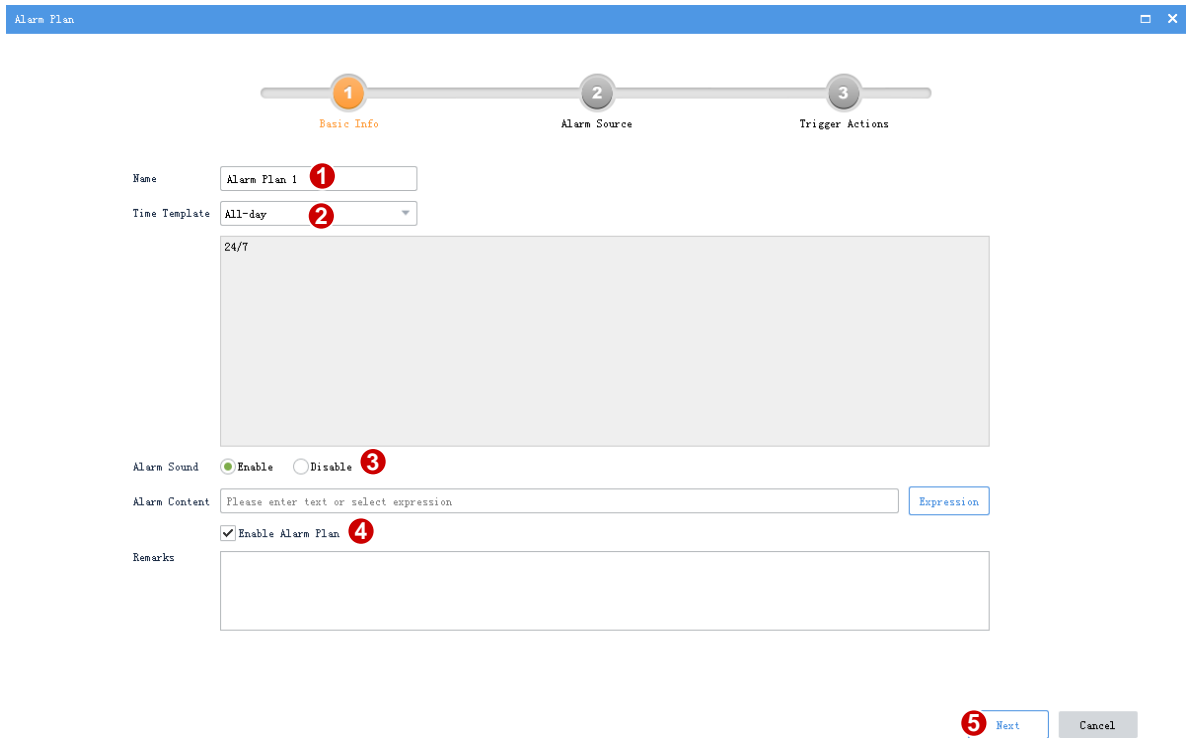 Alarm Plan
1 2 3
Basic Info Alarm Source Trigger Actions
Name Alarm Plan 1 1
Time Template All-day 2
24/7
Alarm Sound Enable Disable 3
Alarm Content Please enter text or select expression Expression
Enable Alarm Plan 4
Remarks
5 Next Cancel